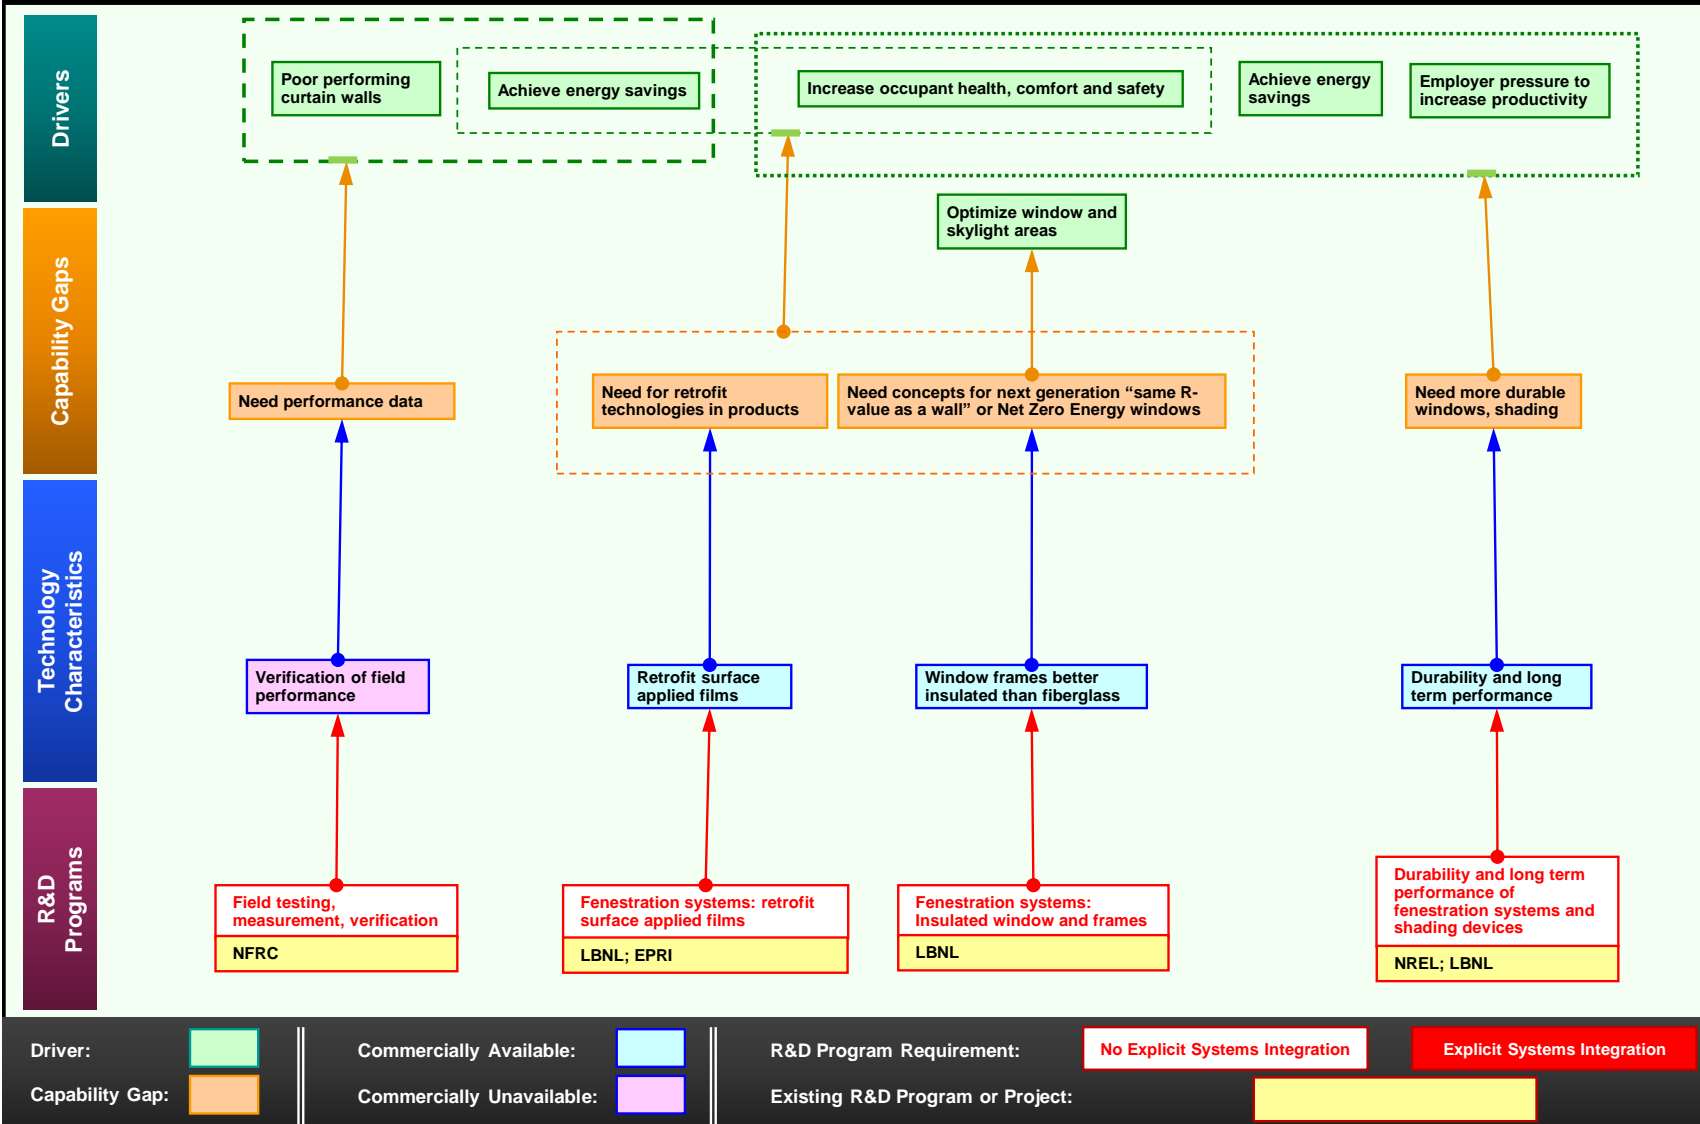 Drivers
Poor performing
curtain walls
Achieve energy savings
Increase occupant health, comfort and safety
Achieve energy
savings
Employer pressure to
increase productivity
Optimize window and
skylight areas
Capability Gaps
Need performance data
Need for retrofit
technologies in products
Need concepts for next generation “same R-
value as a wall” or Net Zero Energy windows
Need more durable
windows, shading
Technology
Characteristics
Verification of field
performance
Retrofit surface
applied films
Window frames better
insulated than fiberglass
Durability and long
term performance
R&D
Programs
Field testing,
measurement, verification
NFRC
Fenestration systems: retrofit
surface applied films
LBNL; EPRI
Fenestration systems:
Insulated window and frames
LBNL
Durability and long term
performance of
fenestration systems and
shading devices
NREL; LBNL
Driver:
Capability Gap:
Commercially Available:
Commercially Unavailable:
R&D Program Requirement:
No Explicit Systems Integration
Explicit Systems Integration
Existing R&D Program or Project: